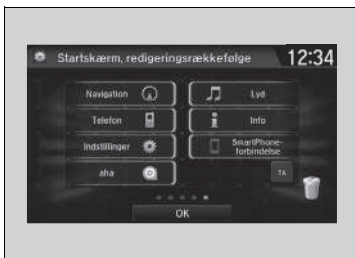 Startskærm, redigeringsrækkefølge 12:34
Navigation
Lyd
Telefon
Info
Indstillinger
SmartPhone-
forbindelse
aha
TA
OK